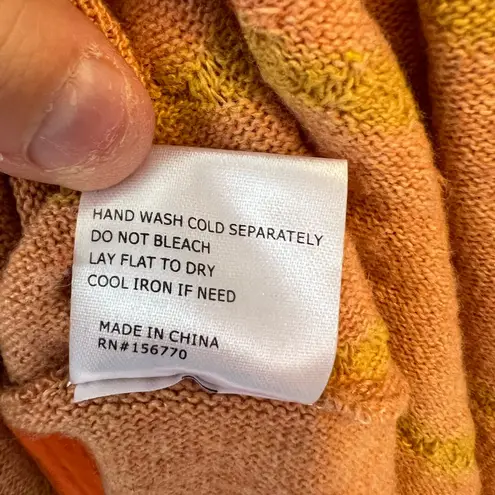 HAND WASH COLD SEPARATELY
DO NOT BLEACH
LAY FLAT TO DRY
COOL IRON IF NEED
MADE IN CHINA
RN#156770